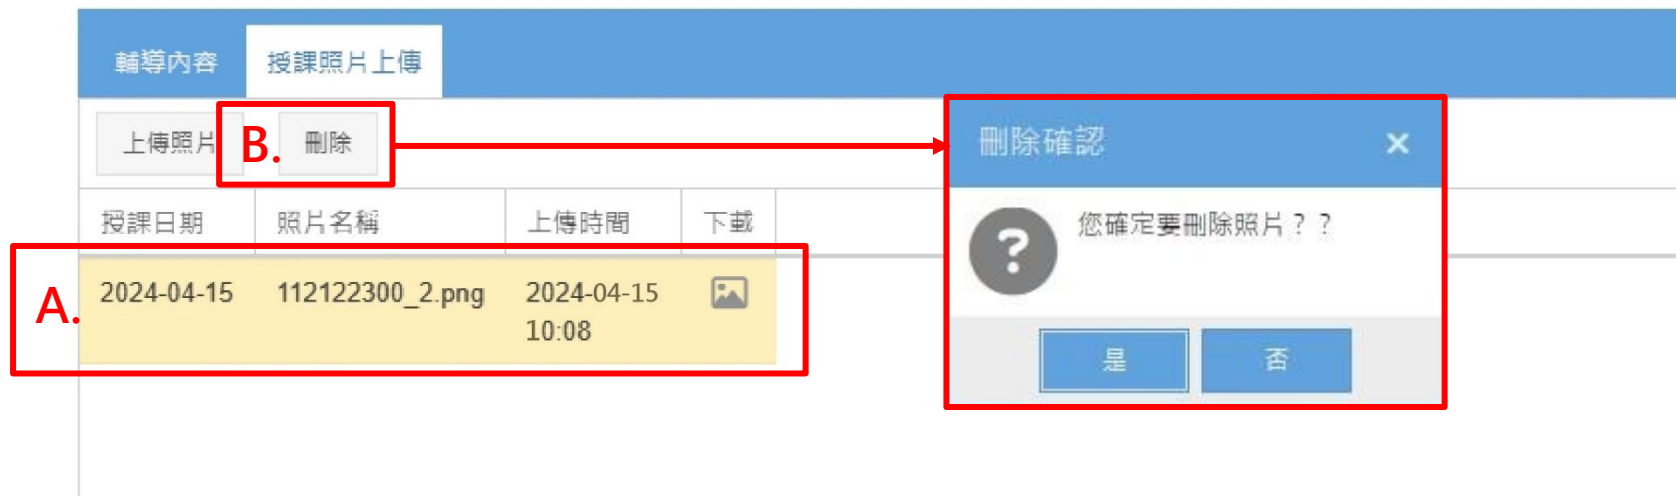 輔導內容 授課照片上傳
上傳照片 B. 刪除
刪除確認
授課日期 照片名稱 上傳時間 下載
您確定要刪除照片？？
A. 2024-04-15 112122300_2.png 2024-04-15
10:08
是 否